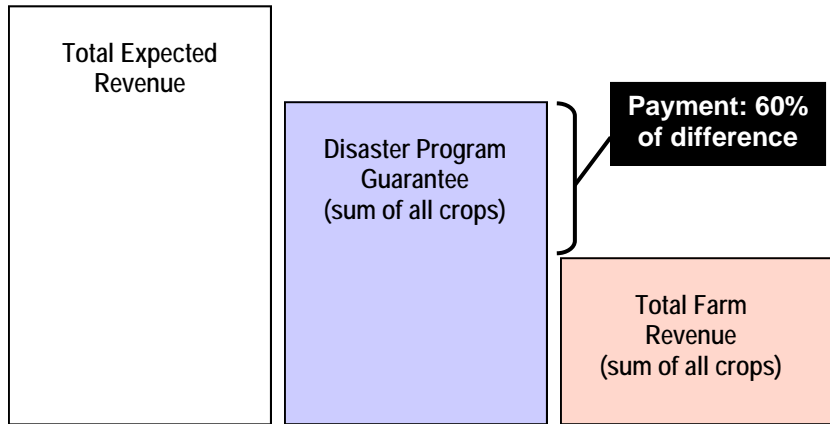 Total Expected
Revenue
Disaster Program
Guarantee
(sum of all crops)
Payment: 60%
of difference
Total Farm
Revenue
(sum of all crops)